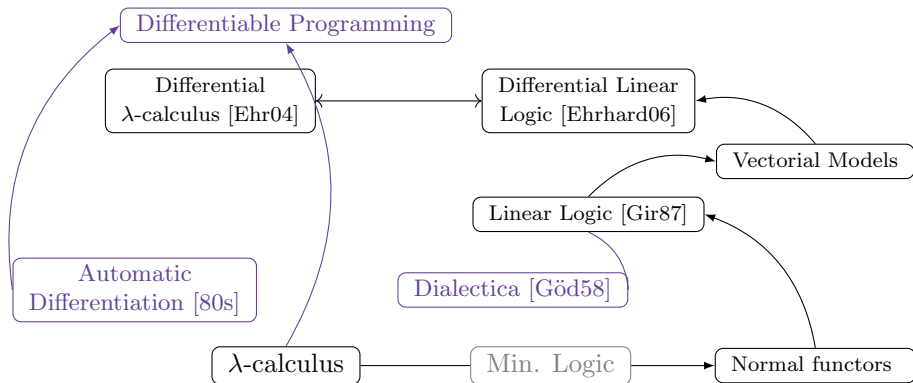 Differentiable Programming
Differential
λ-calculus [Ehr04]
Differential Linear
Logic [Ehrhard06]
Vectorial Models
Linear Logic [Gir87]
Automatic
Differentiation [80s]
Dialectica [Göd58]
λ-calculus
Min. Logic
Normal functors